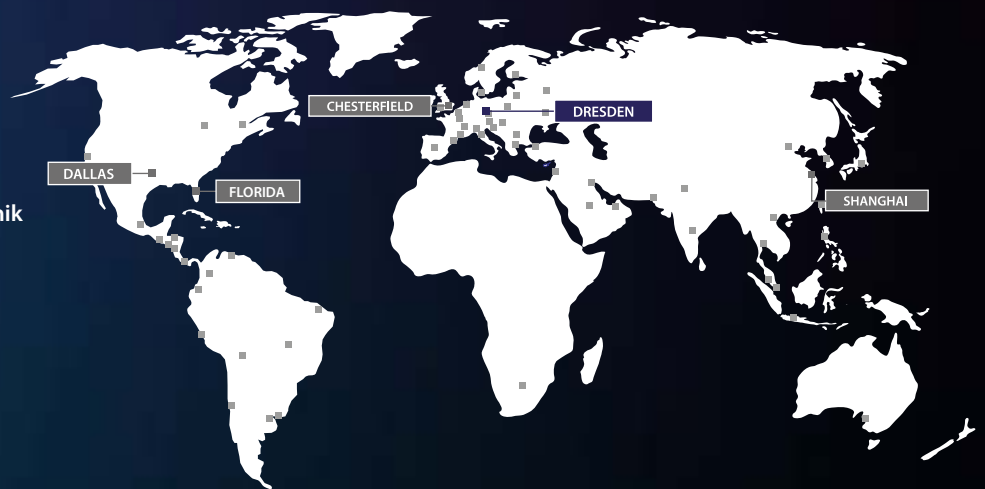 CHESTERFIELD
DRESDEN
DALLAS
FLORIDA
SHANGHAI
nik